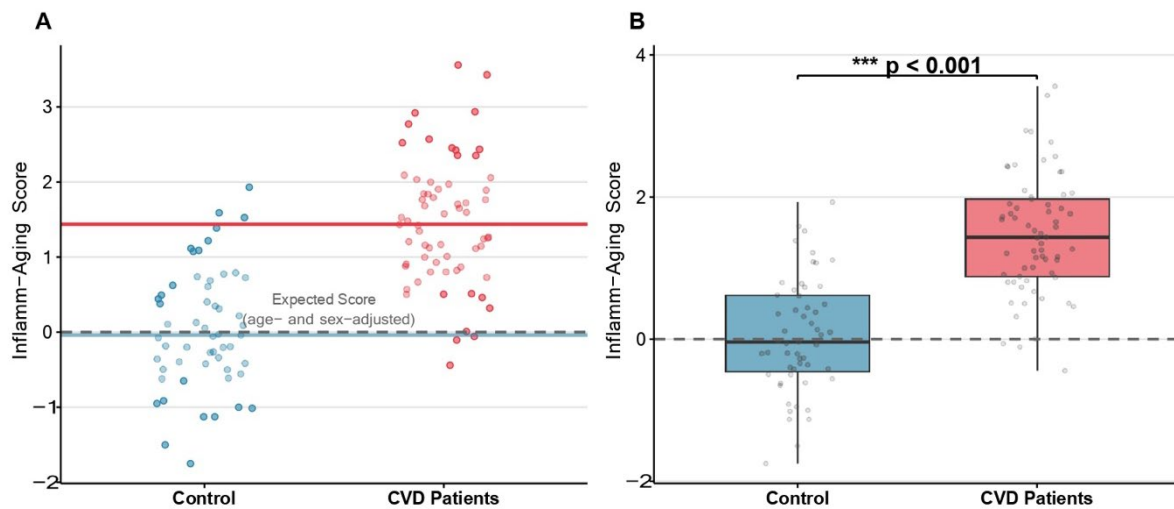 A
Inflamm−Aging Score
3
2
1
0
−1
−2
Expected Score
(age− and sex−adjusted)
Control
CVD Patients
B
Inflamm−Aging Score
4
2
0
−2
*** p < 0.001
Control
CVD Patients